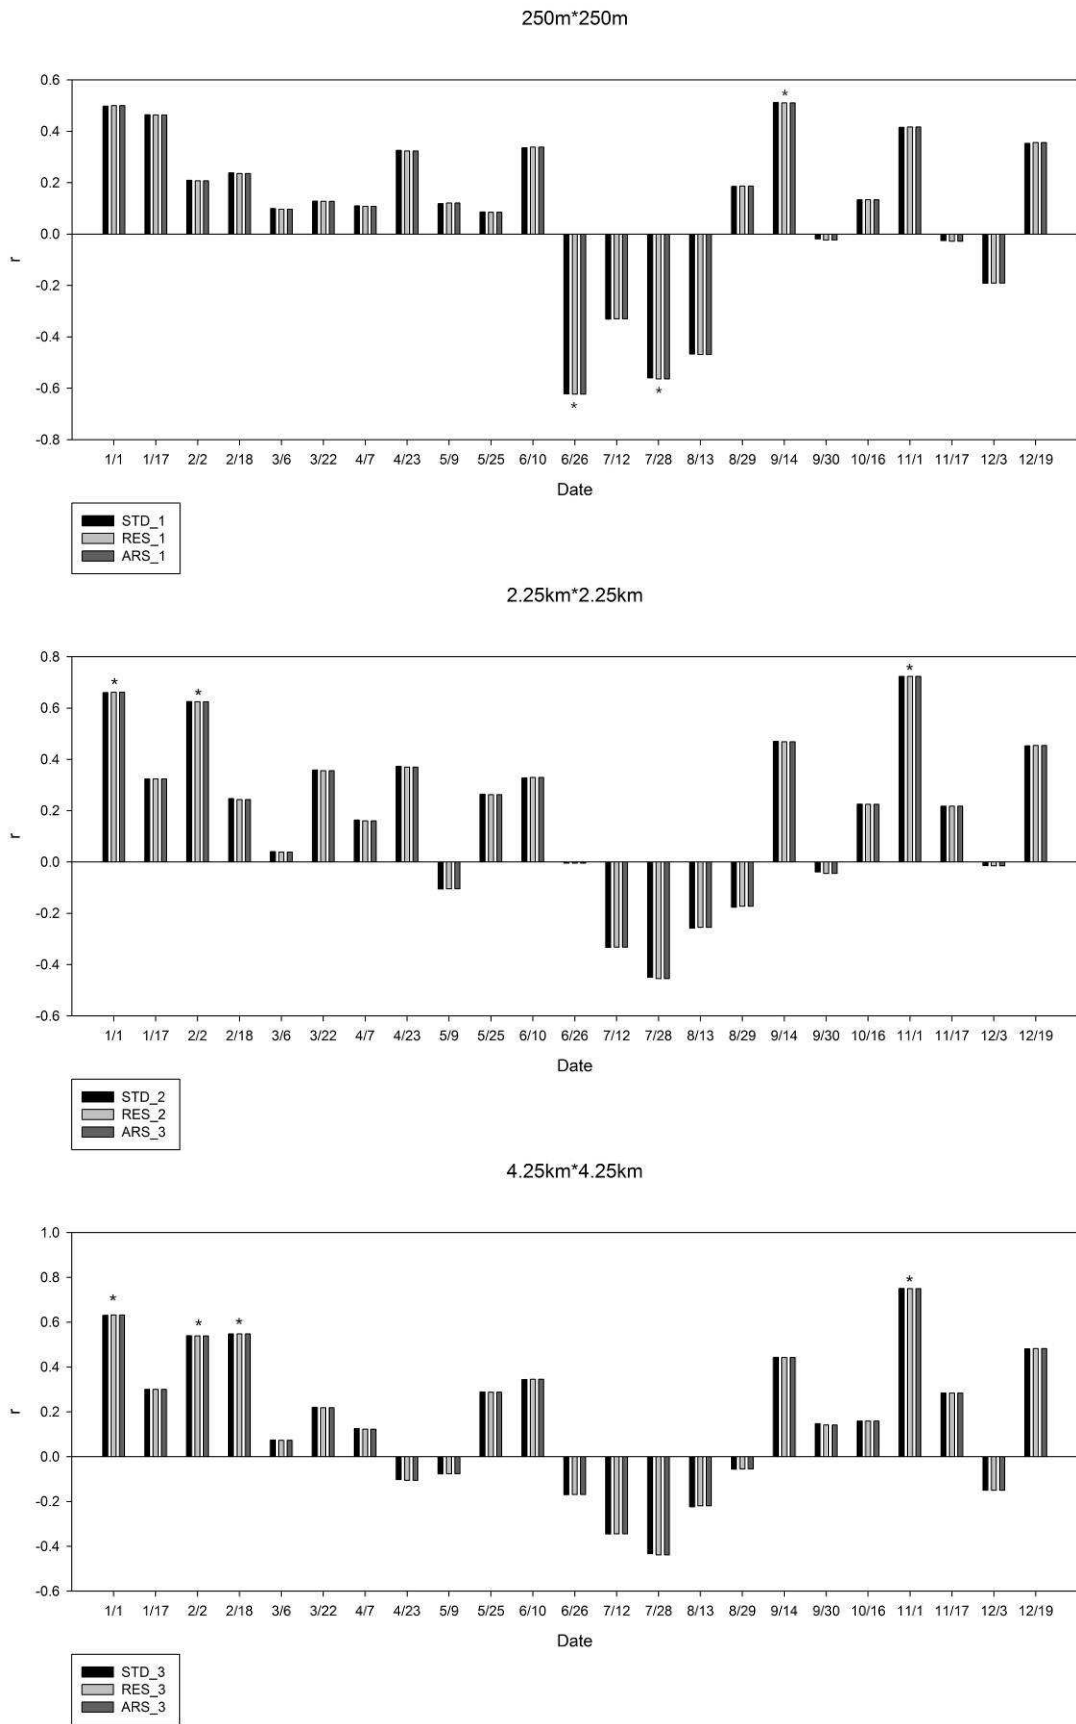 250m*250m
0.6
*
0.4
0.2
0.0
r
-0.2
-0.4
-0.6
* *
-0.8
1/1 1/17 2/2 2/18 3/6 3/22 4/7 4/23 5/9 5/25 6/10 6/26 7/12 7/28 8/13 8/29 9/14 9/30 10/16 11/1 11/17 12/3 12/19
Date
STD_1
RES_1
ARS_1
2.25km*2.25km
0.8
* * *
0.6
0.4
0.2
r
0.0
-0.2
-0.4
-0.6
1/1 1/17 2/2 2/18 3/6 3/22 4/7 4/23 5/9 5/25 6/10 6/26 7/12 7/28 8/13 8/29 9/14 9/30 10/16 11/1 11/17 12/3 12/19
Date
STD_2
RES_2
ARS_3
4.25km*4.25km
1.0
0.8
* * * *
0.6
0.4
0.2
r
0.0
-0.2
-0.4
-0.6
1/1 1/17 2/2 2/18 3/6 3/22 4/7 4/23 5/9 5/25 6/10 6/26 7/12 7/28 8/13 8/29 9/14 9/30 10/16 11/1 11/17 12/3 12/19
Date
STD_3
RES_3
ARS_3